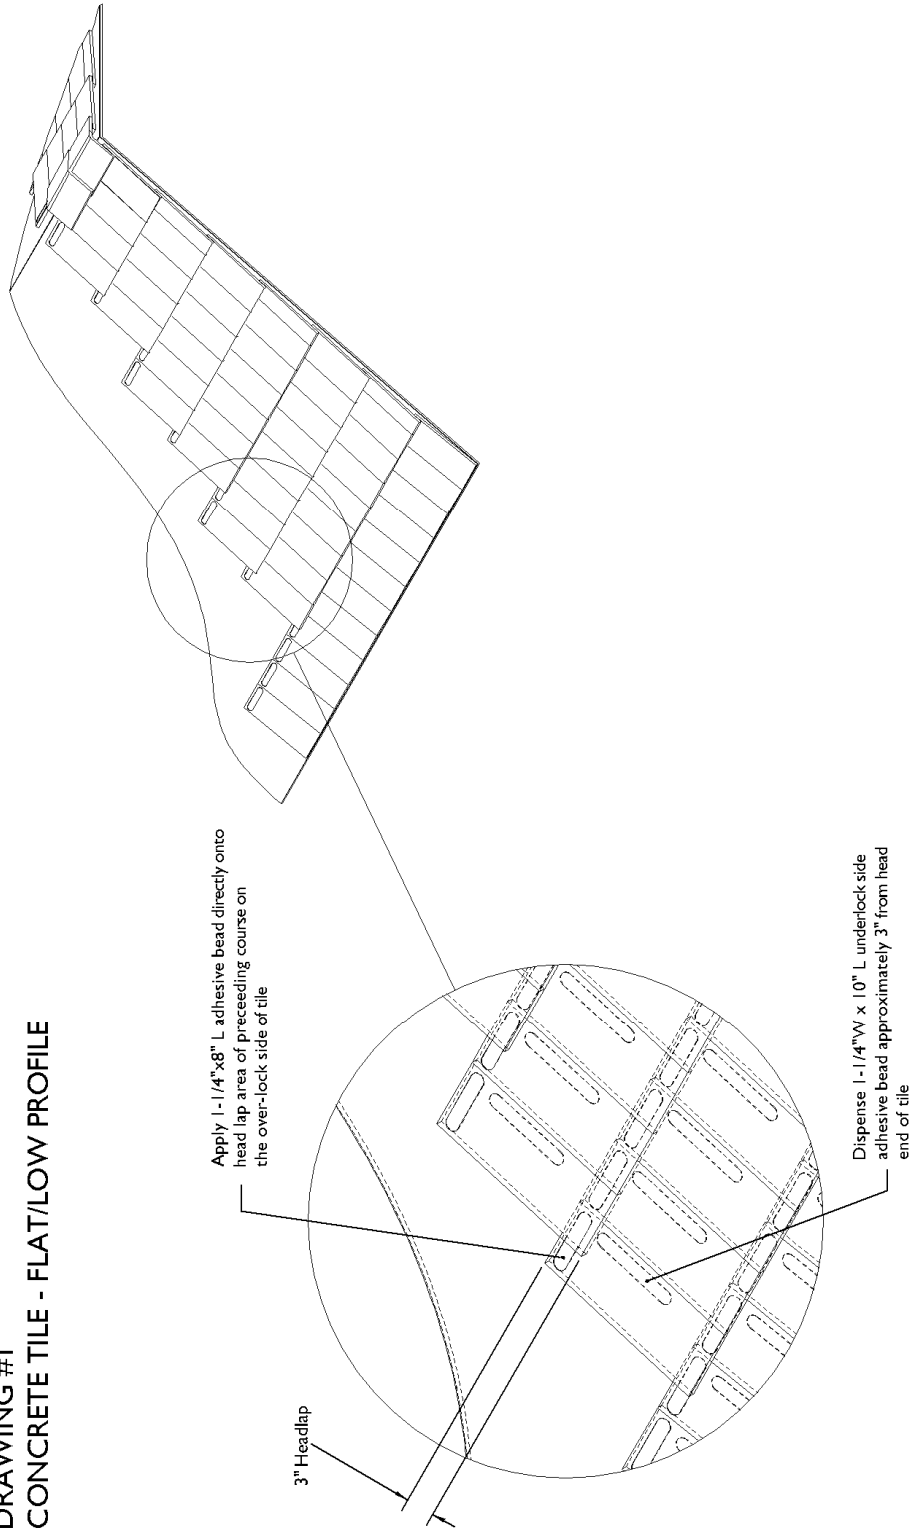 DRAWING #1
CONCRETE TILE - FLAT/LOW PROFILE
Apply 1-1/4"x8" L adhesive bead directly onto
head lap area of preceeding course on
the over-lock side of tile
3" Headlap
Dispense 1-1/4"W x 10" L underlock side
adhesive bead approximately 3" from head
end of tile